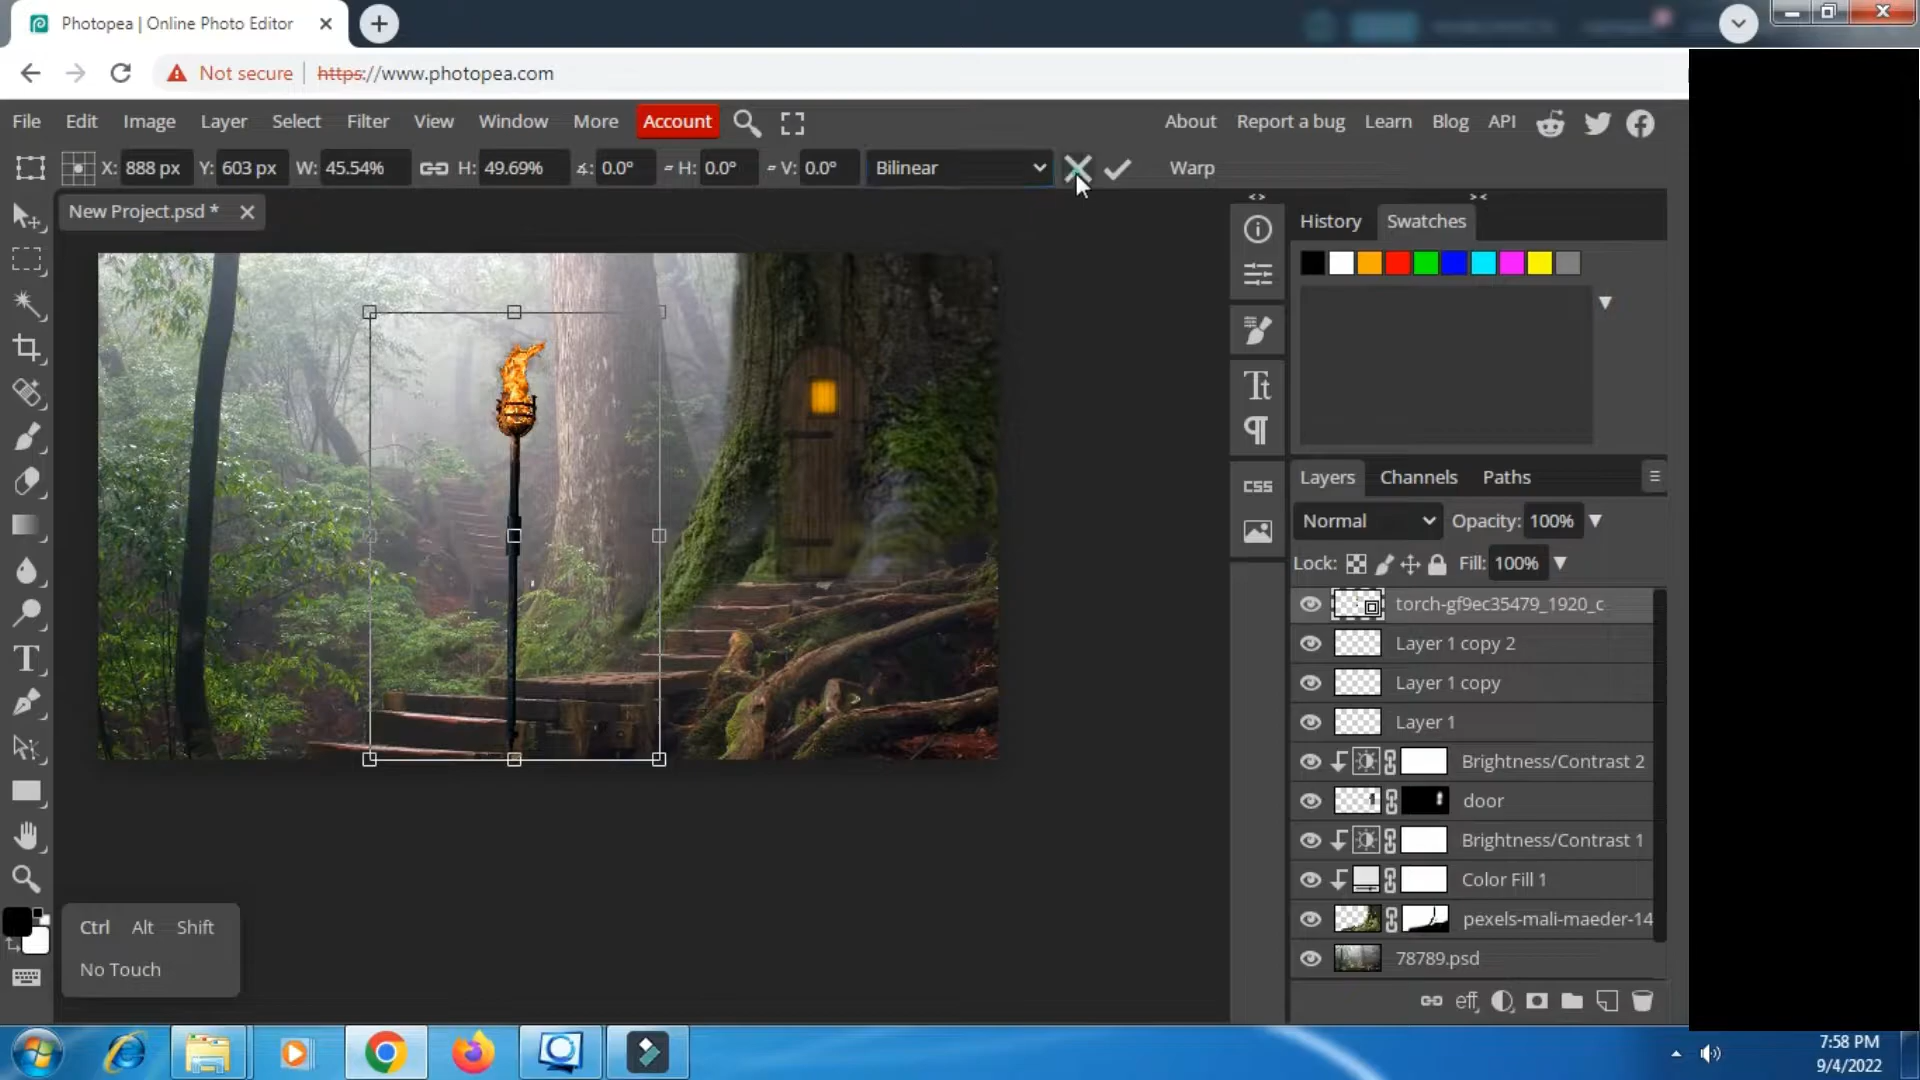 Photopea | Online Photo Editor
Not secure https://www.photopea.com
File Edit Image Layer Select Filter View Window More Account About Report a bug Learn Blog API
X: 888 px Y: 603 px W: 45.54% H: 49.69% ∡: 0.0° H: 0.0° V: 0.0° Bilinear Warp
New Project.psd *
History Swatches
Tt
CSS
Layers Channels Paths
Normal Opacity: 100%
Lock: Fill: 100%
torch-gf9ec35479_1920_c
Layer 1 copy 2
Layer 1 copy
Layer 1
Brightness/Contrast 2
door
Brightness/Contrast 1
Color Fill 1
pexels-mali-maeder-14
78789.psd
eff
Ctrl Alt Shift
No Touch
7:58 PM
9/4/2022